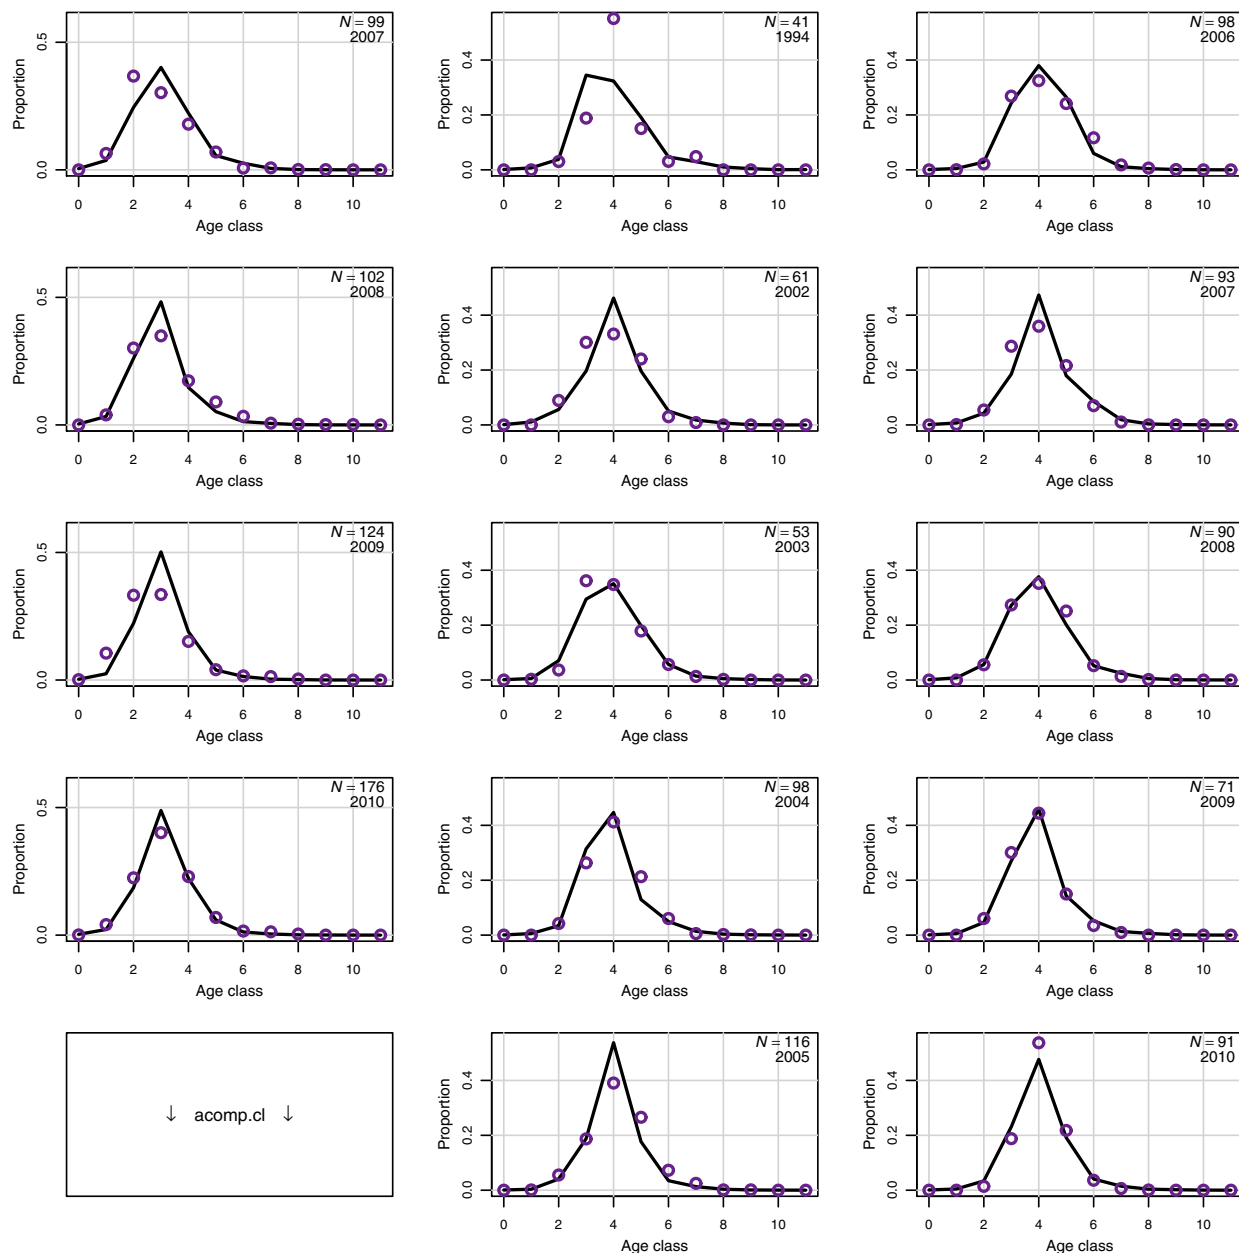 N = 99
2007
Proportion
0.0 0.5
0 2 4 6 8 10
Age class
N = 41
1994
Proportion
0.0 0.2 0.4
0 2 4 6 8 10
Age class
N = 98
2006
Proportion
0.0 0.2 0.4
0 2 4 6 8 10
Age class
N = 102
2008
Proportion
0.0 0.5
0 2 4 6 8 10
Age class
N = 61
2002
Proportion
0.0 0.2 0.4
0 2 4 6 8 10
Age class
N = 93
2007
Proportion
0.0 0.2 0.4
0 2 4 6 8 10
Age class
N = 124
2009
Proportion
0.0 0.5
0 2 4 6 8 10
Age class
N = 53
2003
Proportion
0.0 0.2 0.4
0 2 4 6 8 10
Age class
N = 90
2008
Proportion
0.0 0.2 0.4
0 2 4 6 8 10
Age class
N = 176
2010
Proportion
0.0 0.5
0 2 4 6 8 10
Age class
N = 98
2004
Proportion
0.0 0.2 0.4
0 2 4 6 8 10
Age class
N = 71
2009
Proportion
0.0 0.2 0.4
0 2 4 6 8 10
Age class
↓ acomp.cl ↓
N = 116
2005
Proportion
0.0 0.2 0.4
0 2 4 6 8 10
Age class
N = 91
2010
Proportion
0.0 0.2 0.4
0 2 4 6 8 10
Age class